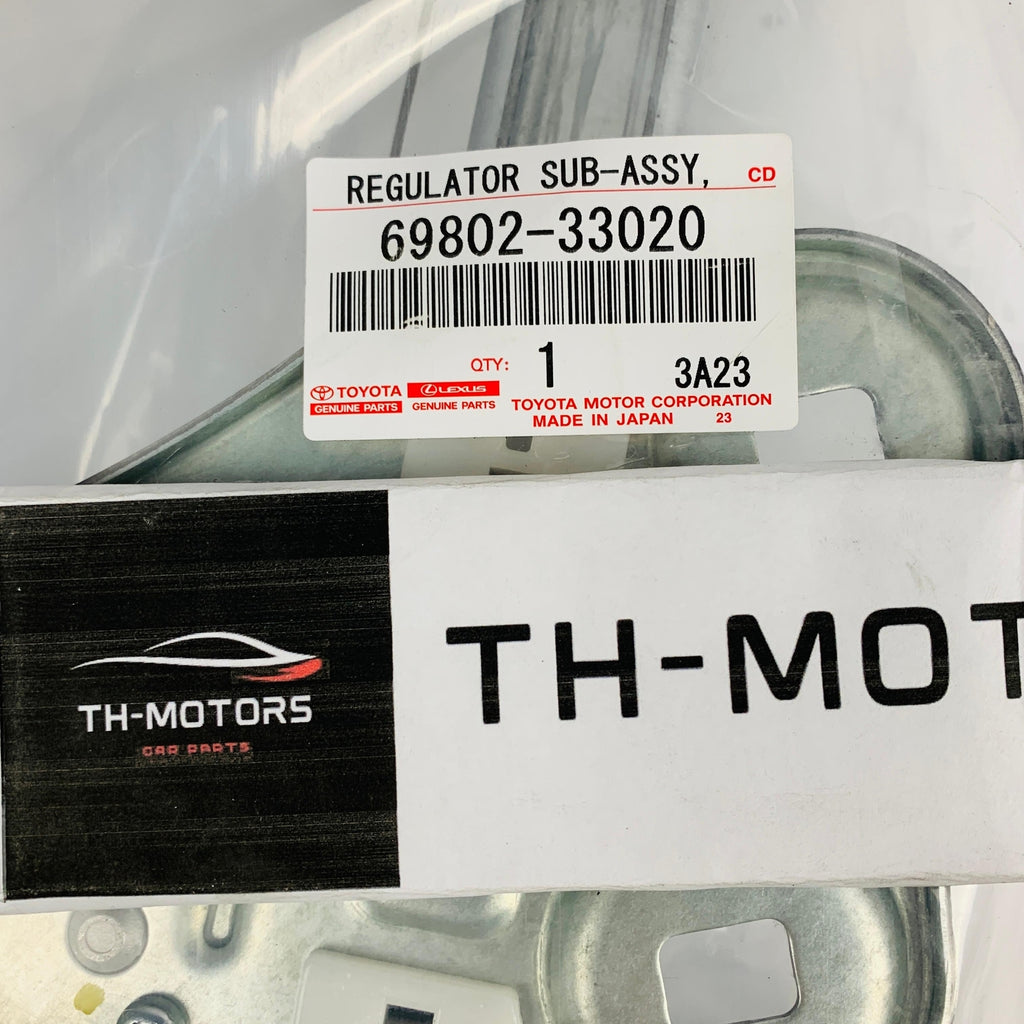 REGULATOR SUB-ASSY, CD
69802-33020
QTY: 1 3A23
TOYOTA LEXUS
GENUINE PARTS GENUINE PARTS
TOYOTA MOTOR CORPORATION
MADE IN JAPAN 23
TH-MOTORS
CAR PARTS
TH-MOT